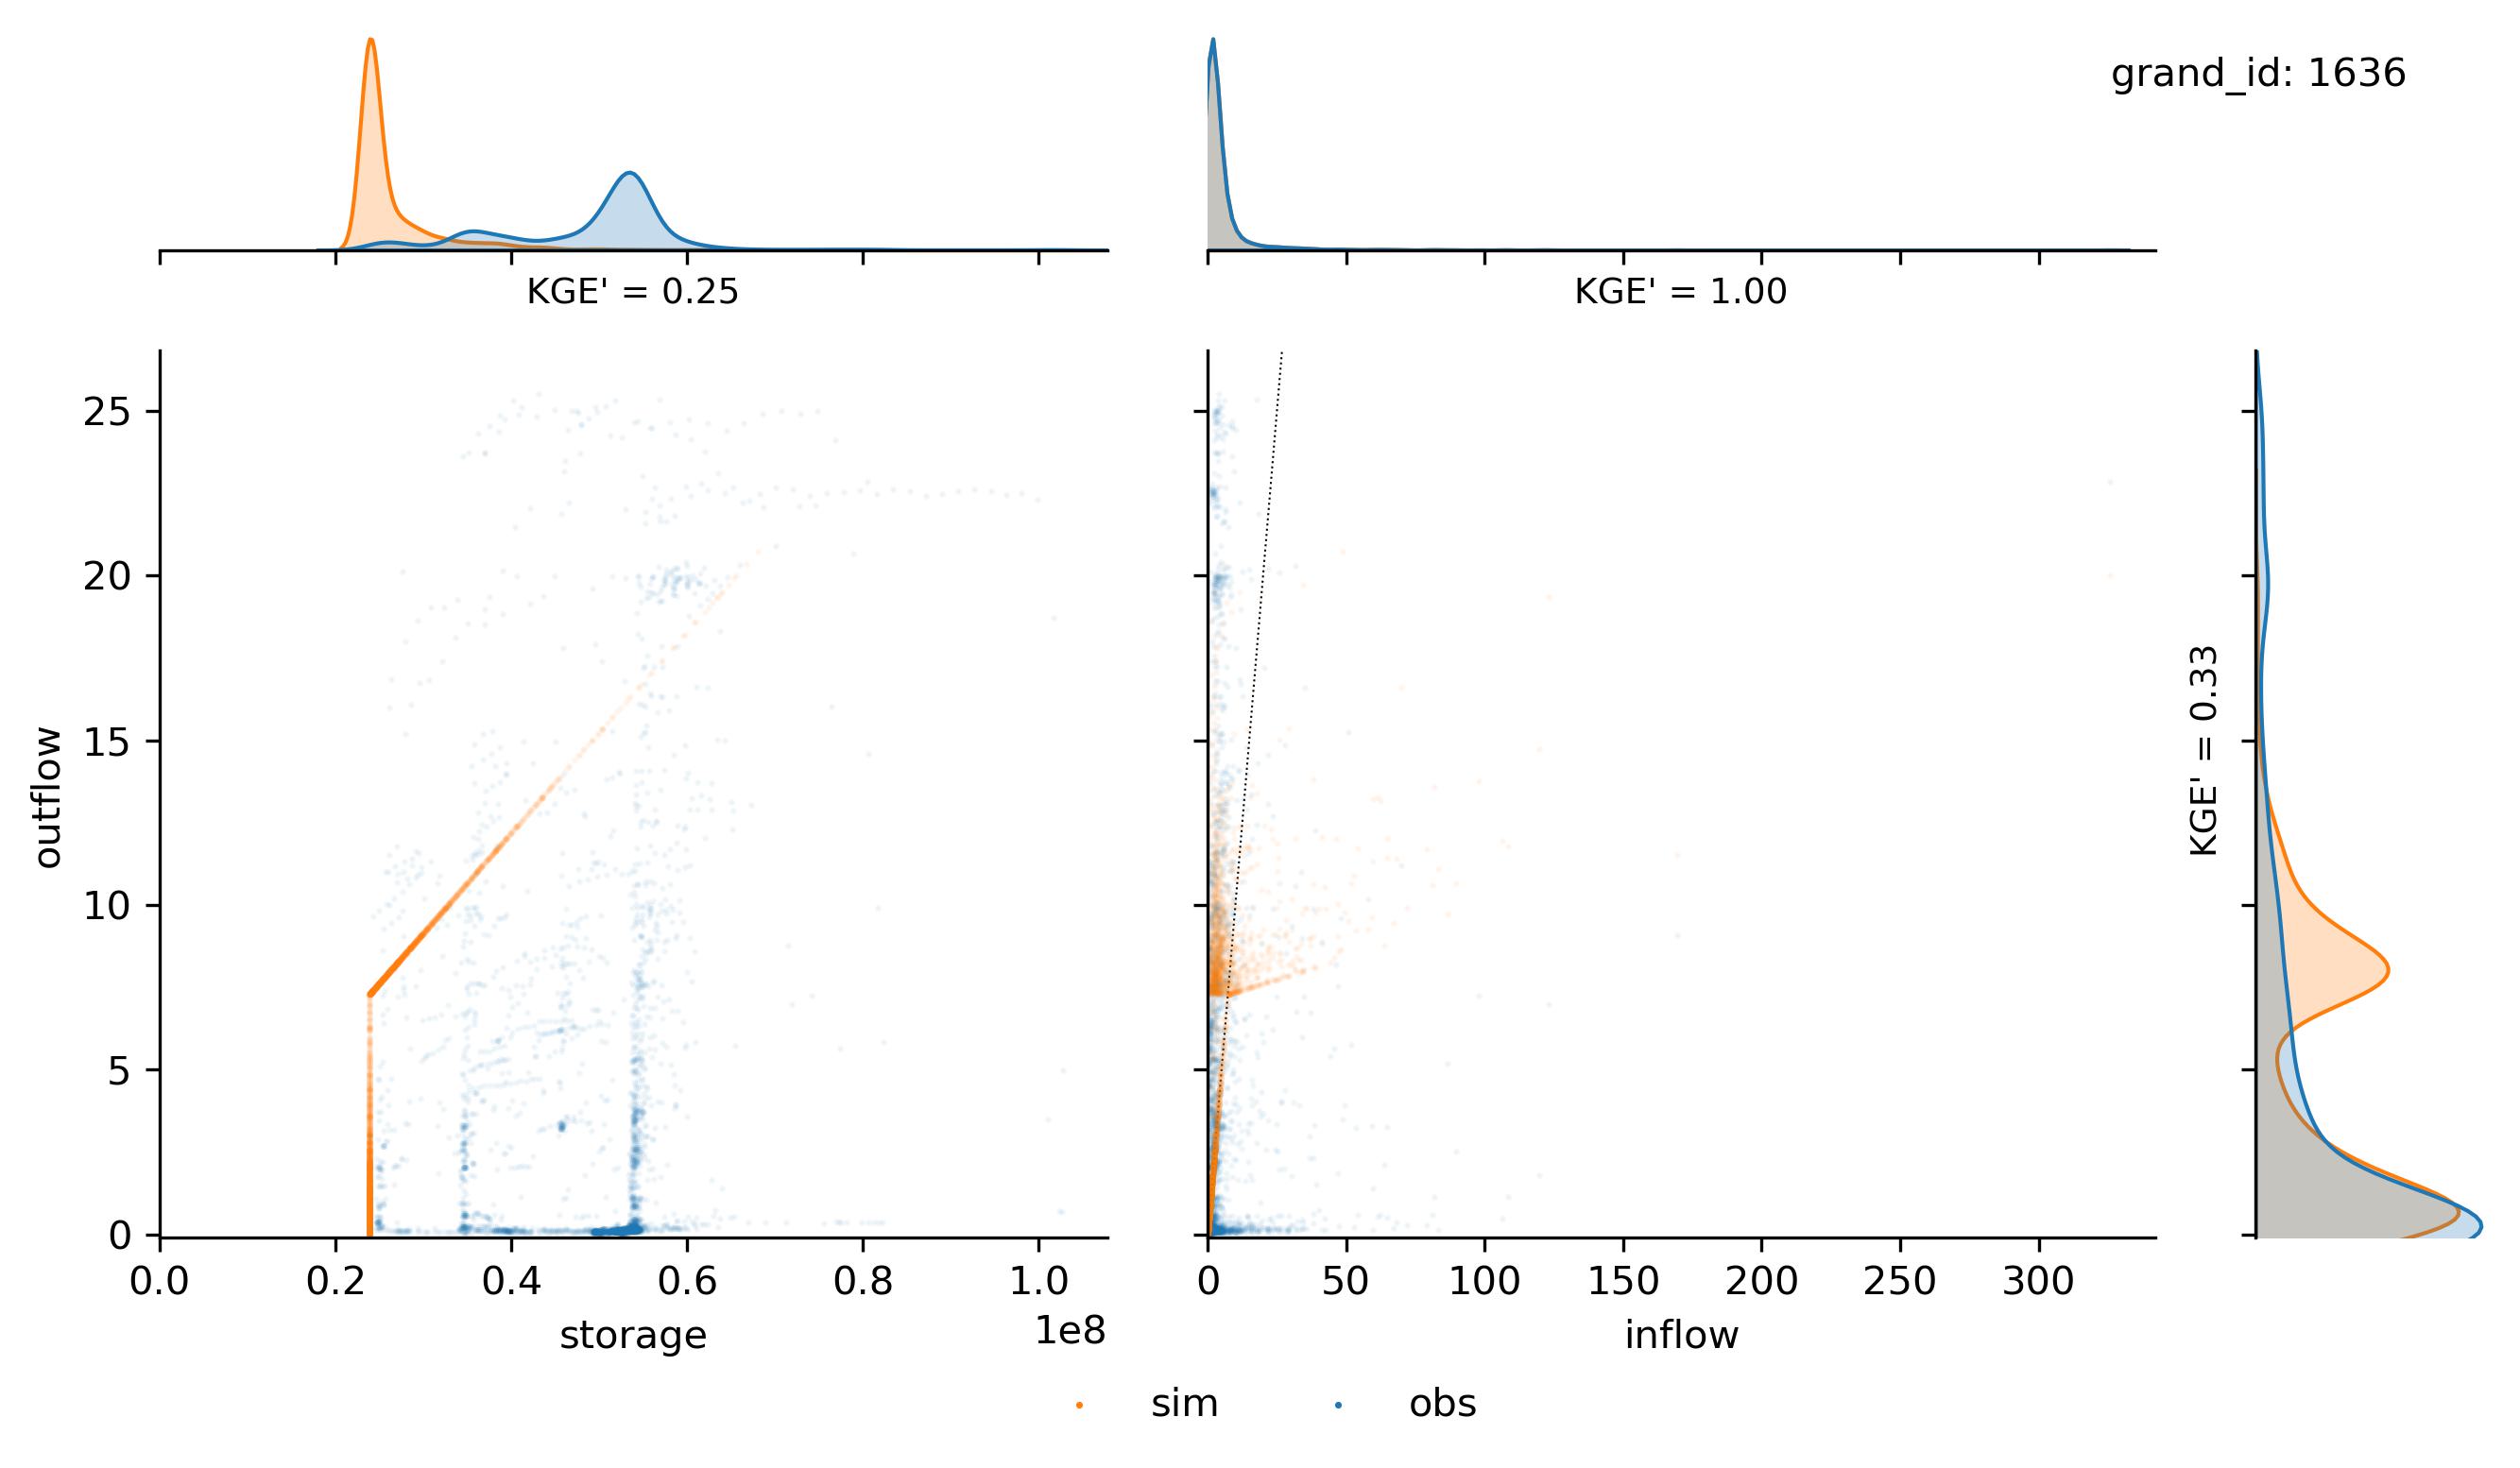 grand_id: 1636
KGE' = 0.25
KGE' = 1.00
25
20
15
10
5
0
outflow
KGE' = 0.33
0.0 0.2 0.4 0.6 0.8 1.0
1e8
storage
0 50 100 150 200 250 300
inflow
sim obs